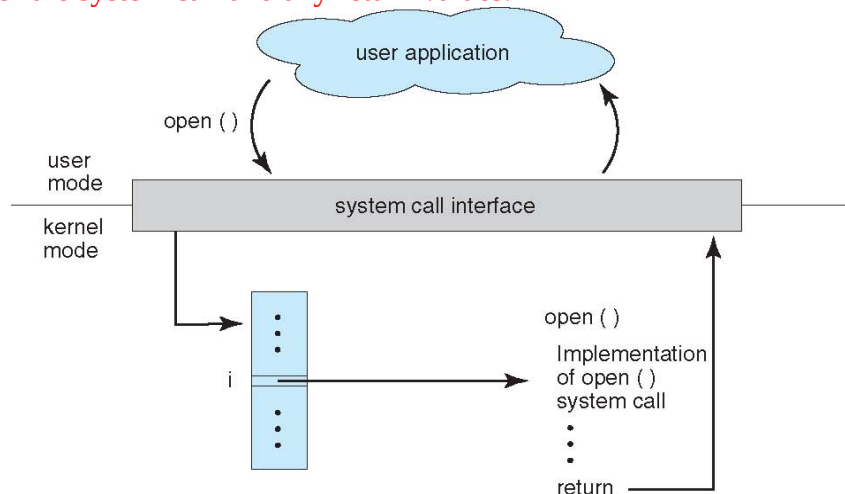 user application
open ( )
user
mode
system call interface
kernel
mode
open ( )
i
Implementation
of open ( )
system call
return